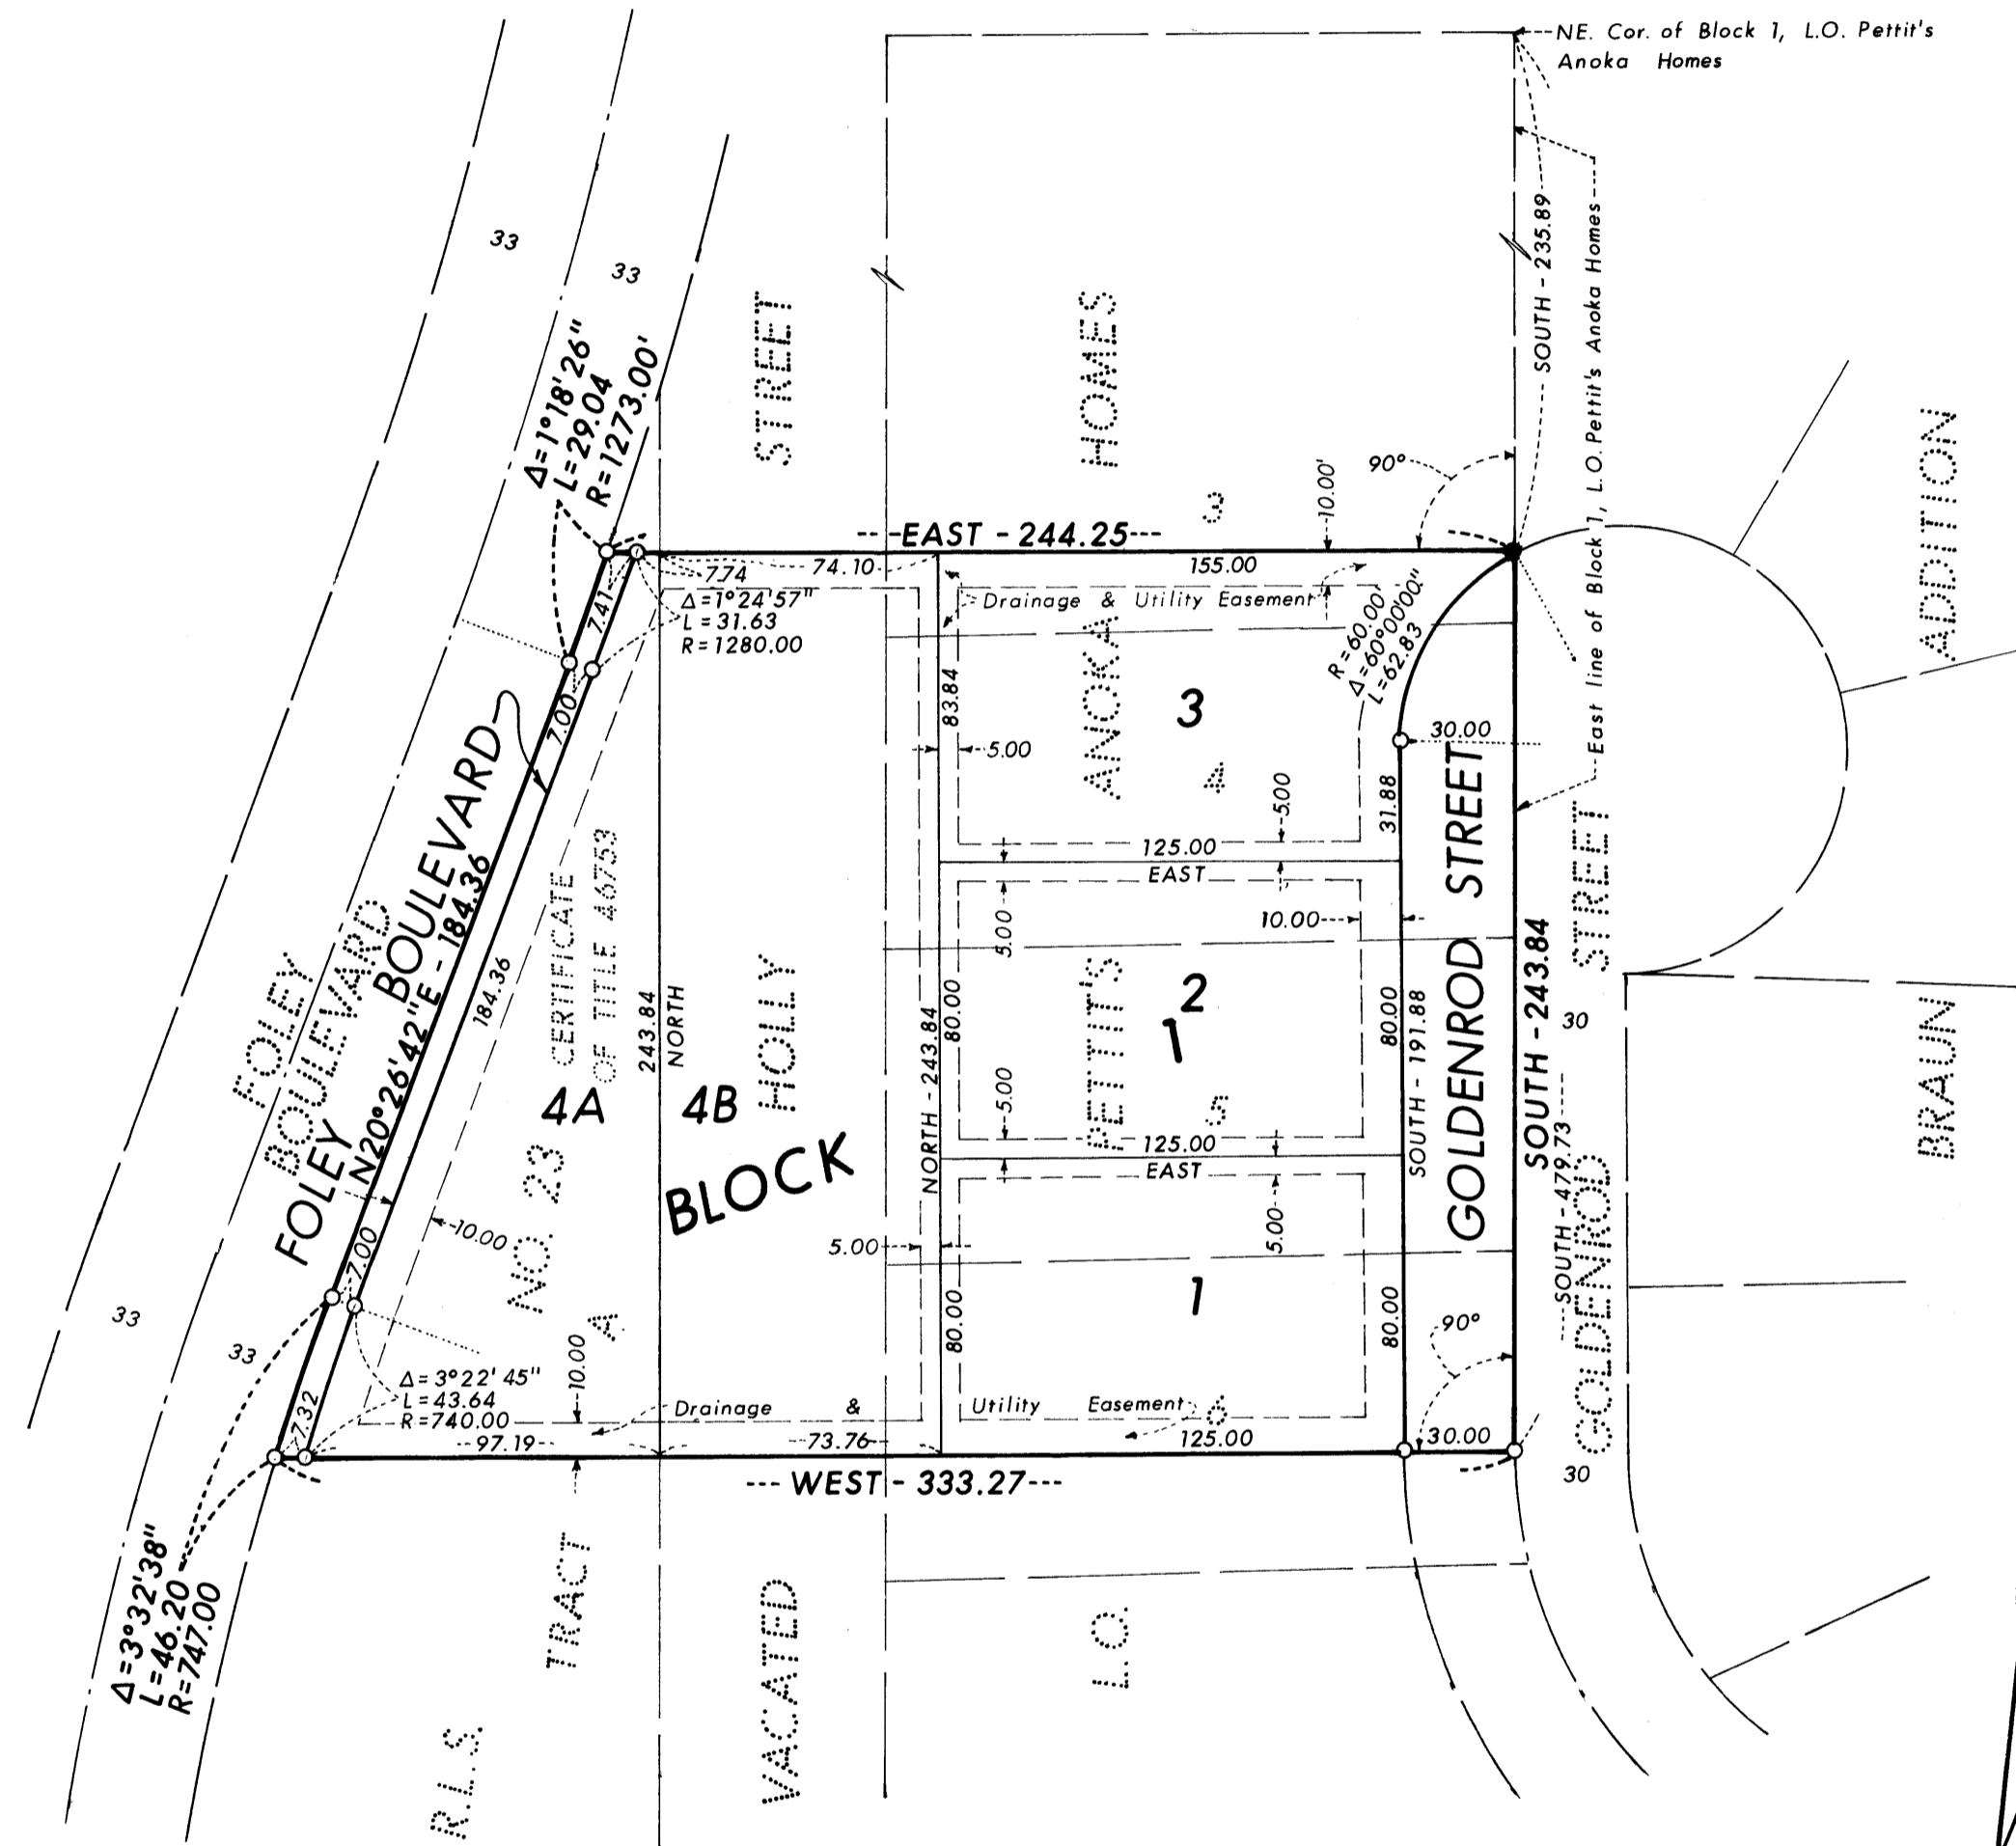 NE. Cor. of Block 1, L.O. Pettit's
Anoka Homes
33
33
SOUTH - 235.89
East line of Block 1, L.O. Pettit's Anoka Homes
STREET
HOMES
ADDITION
Δ=1°18'26"
L=29.04
R=1273.00'
3
10.00'
90°
EAST - 244.25
7.74
74.10
155.00
7.41
Δ=1°24'57"
L=31.63
R=1280.00
Drainage & Utility Easement
R=60.00'
Δ=60°00'00"
L=62.83
7.00
83.84
ANOKA
3
4
5.00
30.00
31.88
5.00
125.00
EAST
FOLEY BOULEVARD
N20°26'42"E - 184.36
184.36
FOLEY
BOULEVARD
CERTIFICATE
OF TITLE 46753
243.84
NORTH
HOLLY
5.00
10.00
GOLDENROD STREET
SOUTH - 243.84
STREET
30
NORTH - 243.84
80.00
PETTIT'S
2
1
80.00
SOUTH - 191.88
BRAUN
4A
4B
BLOCK
5.00
5
125.00
EAST
SOUTH - 479.73
GOLDENROD
7.00
10.00
NO. 23
5.00
5.00
1
80.00
80.00
90°
33
33
A
10.00
Δ=3°22'45"
L=43.64
R=740.00
7.32
Drainage & Utility Easement
6
97.19
73.76
125.00
30.00
30
WEST - 333.27
Δ=3°32'38"
L=46.20
R=747.00
TRACT
VACATED
L.O.
R.L.S.